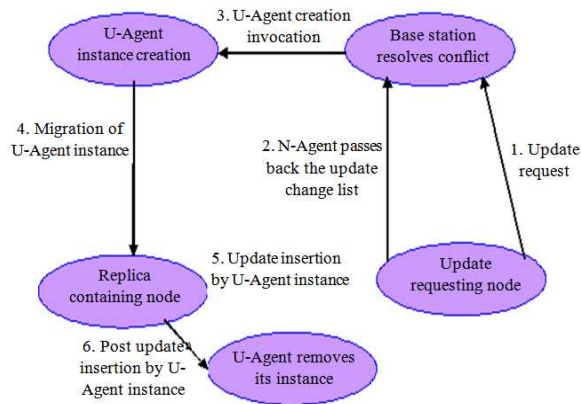 3. U-Agent creation
invocation
U-Agent
instance creation
Base station
resolves conflict
4. Migration of
U-Agent instance
2. N-Agent passes
back the update
change list
1. Update
request
5. Update insertion
by U-Agent instance
Replica
containing node
Update
requesting node
6. Post update
insertion by U-
Agent instance
U-Agent removes
its instance